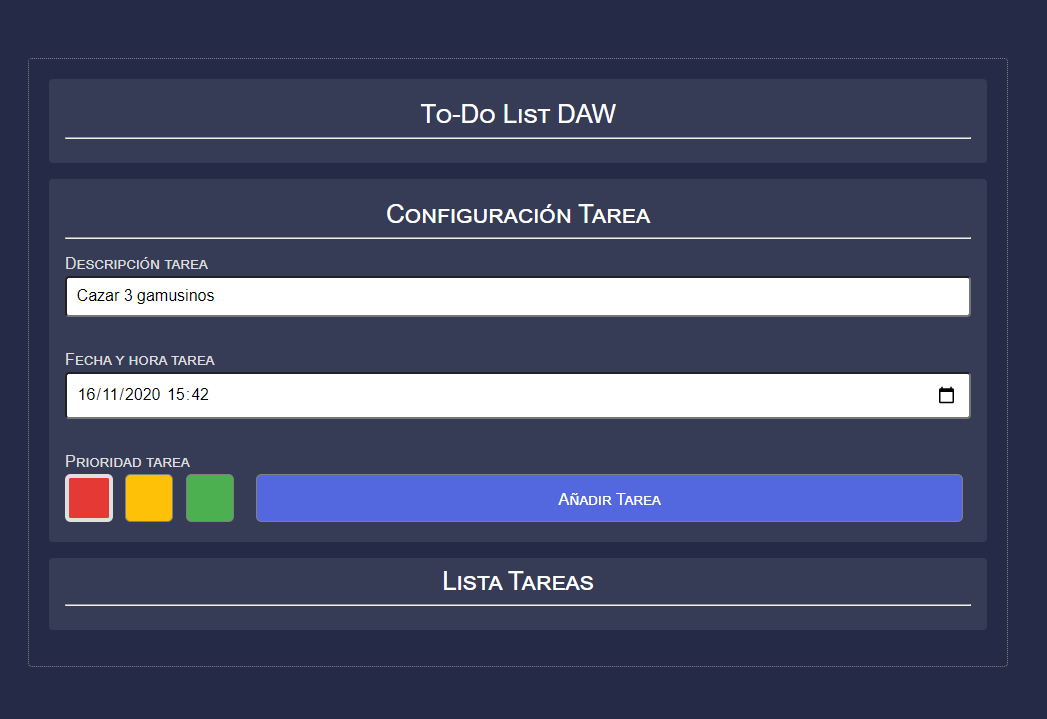 To-Do List DAW
Configuración Tarea
Descripción tarea
Cazar 3 gamusinos
Fecha y hora tarea
16/11/2020 15:42
Prioridad tarea
Añadir Tarea
Lista Tareas